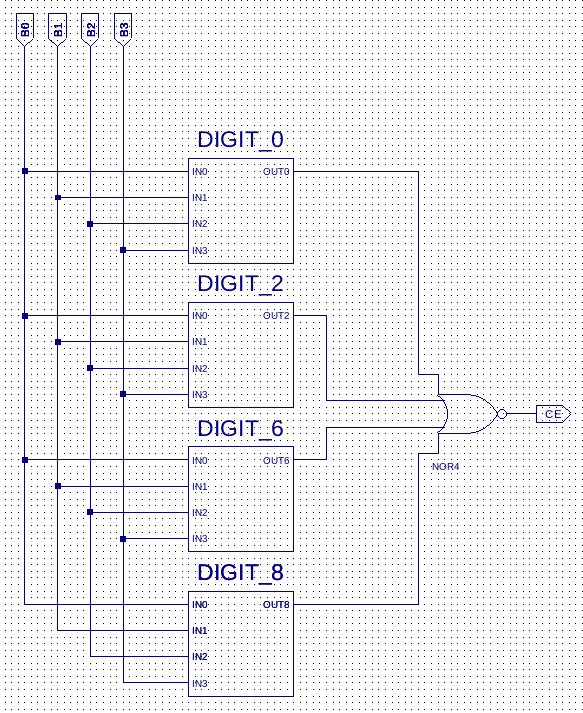 B0 B1 B2 B3
DIGIT_0
IN0 OUT0
IN1
IN2
IN3
DIGIT_2
IN0 OUT2
IN1
IN2
IN3
CE
DIGIT_6
IN0 OUT6
NOR4
IN1
IN2
IN3
DIGIT_8
IN0 OUT8
IN1
IN2
IN3